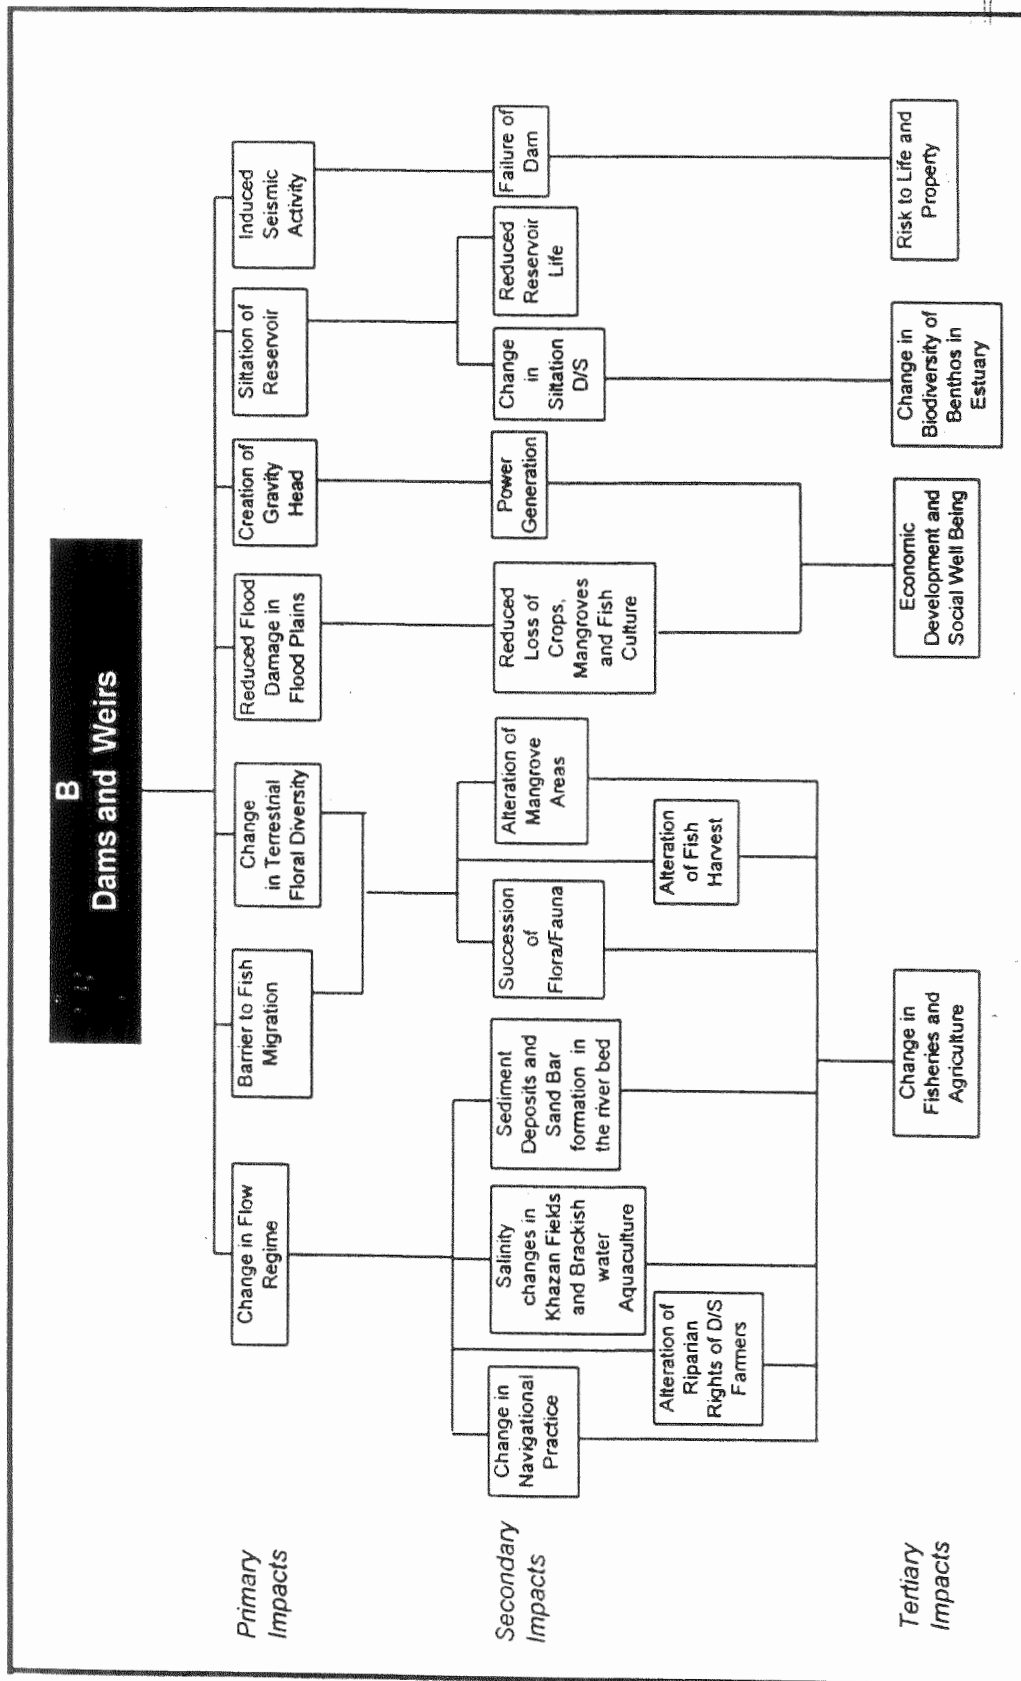 B
Dams and Weirs
Primary
Impacts
Change in Flow
Regime
Barrier to Fish
Migration
Change
in Terrestrial
Floral Diversity
Reduced Flood
Damage in
Flood Plains
Creation of
Gravity
Head
Siltation of
Reservoir
Induced
Seismic
Activity
Secondary
Impacts
Change in
Navigational
Practice
Alteration of
Riparian
Rights of D/S
Farmers
Salinity
changes in
Khazan Fields
and Brackish
water
Aquaculture
Sediment
Deposits and
Sand Bar
formation in
the river bed
Succession
of
Flora/Fauna
Alteration
of Fish
Harvest
Alteration of
Mangrove
Areas
Reduced
Loss of
Crops,
Mangroves
and Fish
Culture
Power
Generation
Change
in
Siltation
D/S
Reduced
Reservoir
Life
Failure of
Dam
Tertiary
Impacts
Change in
Fisheries and
Agriculture
Economic
Development and
Social Well Being
Change in
Biodiversity of
Benthos in
Estuary
Risk to Life and
Property